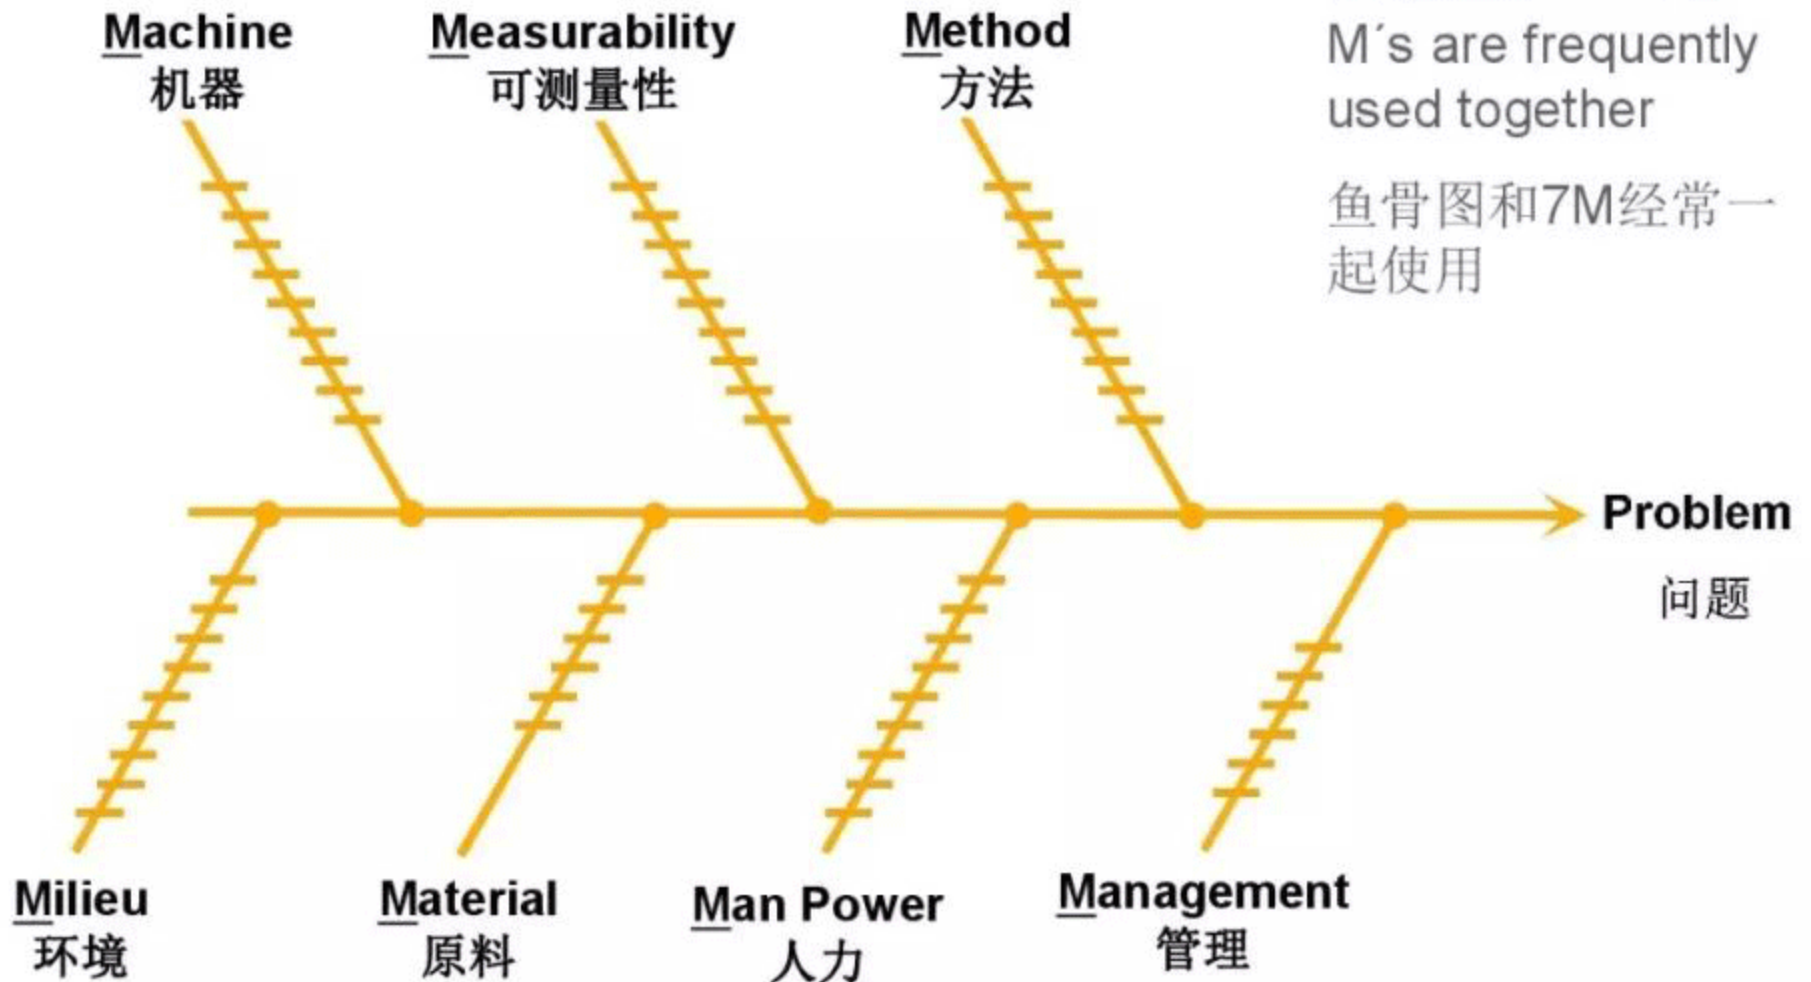 Machine
机器
Measurability
可测量性
Method
方法
M´s are frequently
used together
鱼骨图和7M经常一
起使用
Problem
问题
Milieu
环境
Material
原料
Man Power
人力
Management
管理